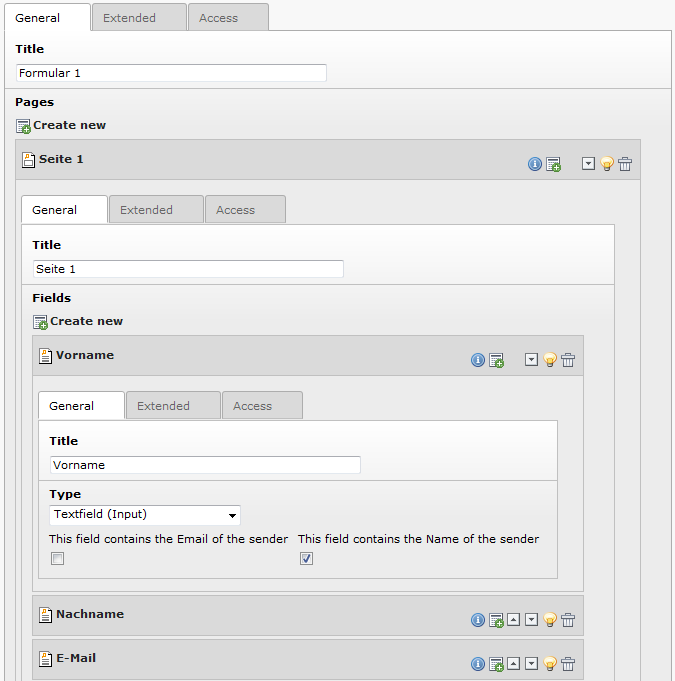 General Extended Access
Title
Formular 1
Pages
Create new
Seite 1
General Extended Access
Title
Seite 1
Fields
Create new
Vorname
General Extended Access
Title
Vorname
Type
Textfield (Input)
This field contains the Email of the sender This field contains the Name of the sender
Nachname
E-Mail